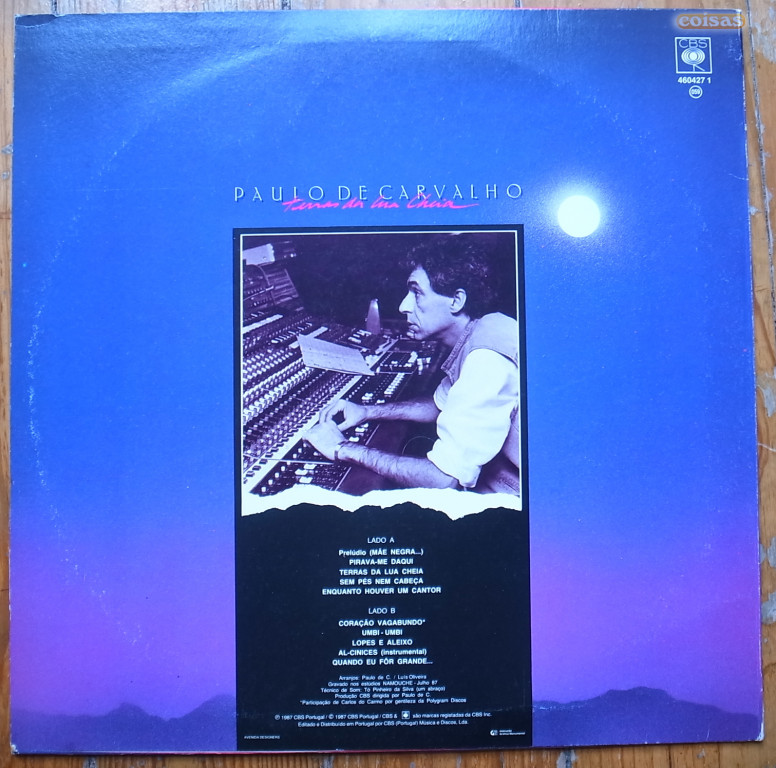 coisas
CBS
460427 1
PAULO DE CARVALHO
terras da lua cheia
LADO A
Prelúdio (MÃE NEGRA...)
PIRAVA-ME DAQUI
TERRAS DA LUA CHEIA
SEM PÉS NEM CABEÇA
ENQUANTO HOUVER UM CANTOR
LADO B
CORAÇÃO VAGABUNDO*
UMBI - UMBI
LOPES E ALEIXO
AL-CINICES (instrumental)
QUANDO EU FÔR GRANDE...
Arranjos: Paulo de C. / Luís Oliveira
Gravado nos estúdios NAMOUCHE - Julho 87
Técnico de Som: Tó Pinheiro da Silva (um abraço)
Produção CBS dirigida por Paulo de C.
*Participação de Carlos do Carmo por gentileza da Polygram Discos
℗ 1987 CBS Portugal / © 1987 CBS Portugal / CBS & são marcas registadas da CBS Inc.
Editado e Distribuido em Portugal por CBS (Portugal) Música e Discos, Lda.